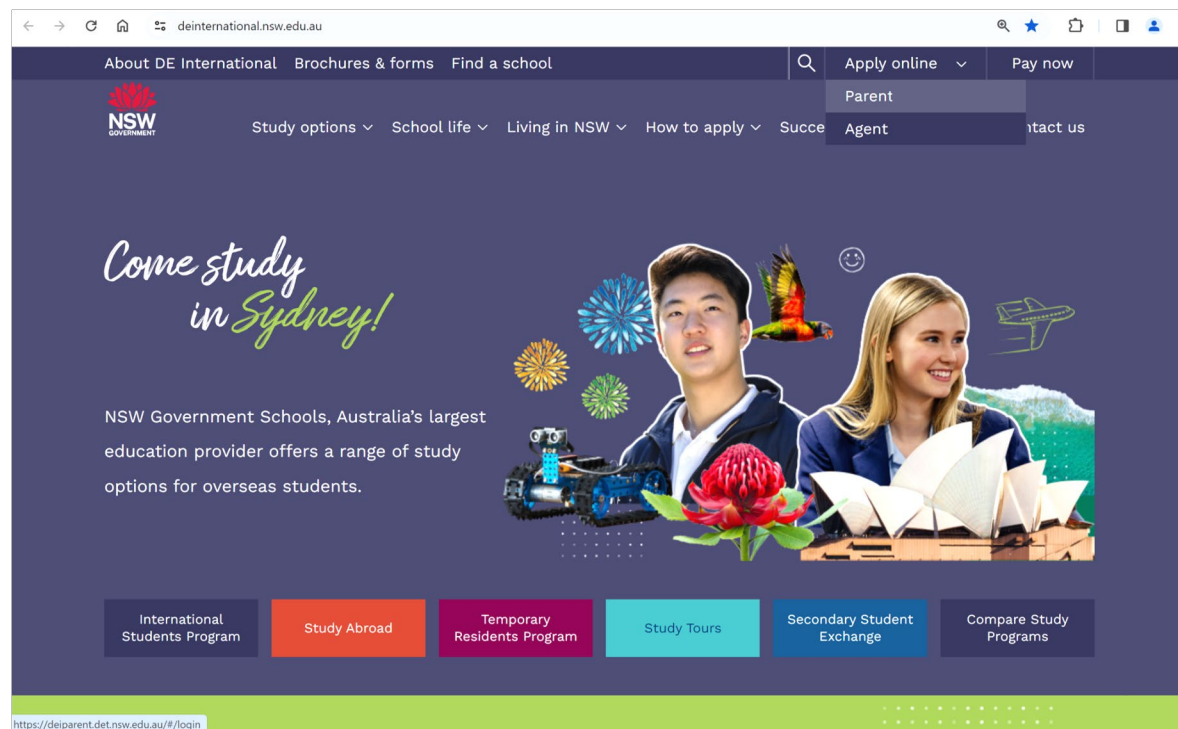 deinternational.nsw.edu.au
About DE International Brochures & forms Find a school Apply online Pay now
Parent
Agent
NSW
GOVERNMENT
Study options School life Living in NSW How to apply Succe ntact us
Come study
in Sydney!
NSW Government Schools, Australia's largest
education provider offers a range of study
options for overseas students.
International
Students Program
Study Abroad
Temporary
Residents Program
Study Tours
Secondary Student
Exchange
Compare Study
Programs
https://deiparent.det.nsw.edu.au/#/login